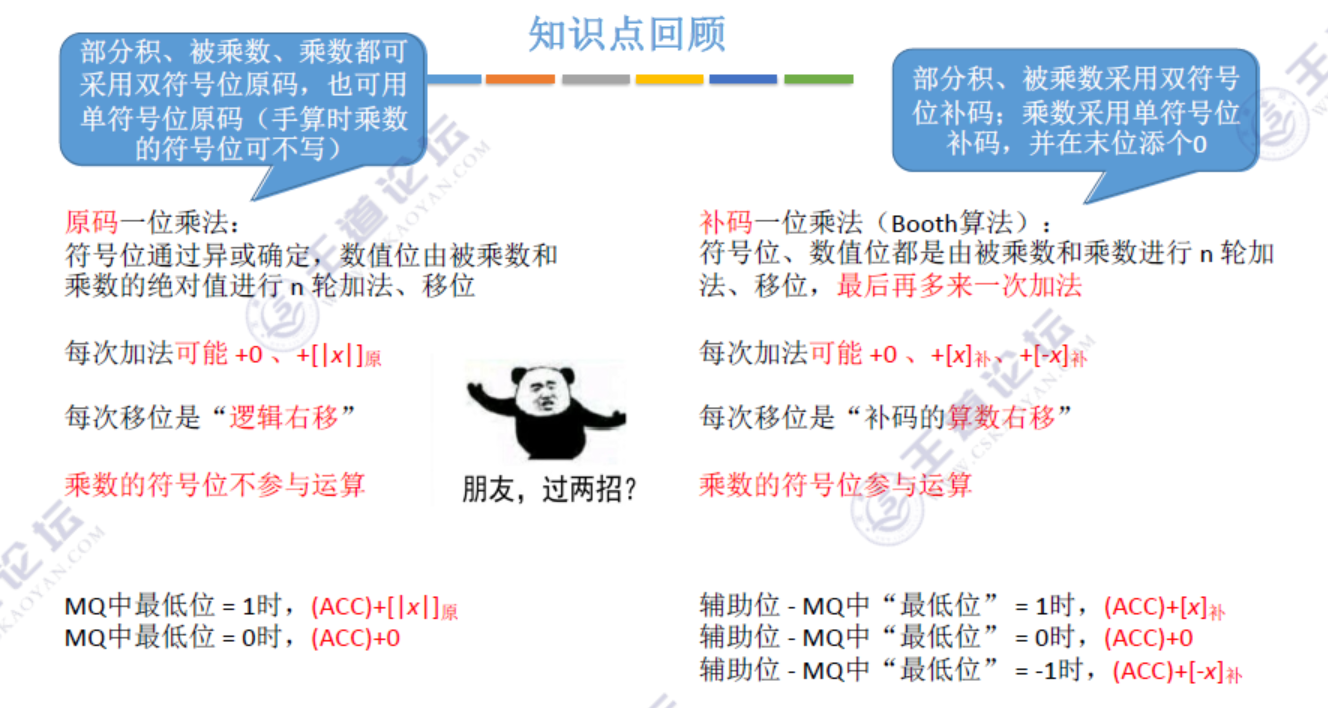 知识点回顾
部分积、被乘数、乘数都可
采用双符号位原码，也可用
单符号位原码（手算时乘数
的符号位可不写）
原码一位乘法：
符号位通过异或确定，数值位由被乘数和
乘数的绝对值进行 n 轮加法、移位
每次加法可能 +0 、+[|x|]原
每次移位是“逻辑右移”
乘数的符号位不参与运算
MQ中最低位 = 1时，(ACC)+[|x|]原
MQ中最低位 = 0时，(ACC)+0
朋友，过两招?
部分积、被乘数采用双符号
位补码；乘数采用单符号位
补码，并在末位添个0
补码一位乘法（Booth算法）：
符号位、数值位都是由被乘数和乘数进行 n 轮加
法、移位，最后再多来一次加法
每次加法可能 +0 、+[x]补、+[-x]补
每次移位是“补码的算数右移”
乘数的符号位参与运算
辅助位 - MQ中“最低位” = 1时，(ACC)+[x]补
辅助位 - MQ中“最低位” = 0时，(ACC)+0
辅助位 - MQ中“最低位” = -1时，(ACC)+[-x]补
王道论坛
WWW.CSKAOYAN.COM